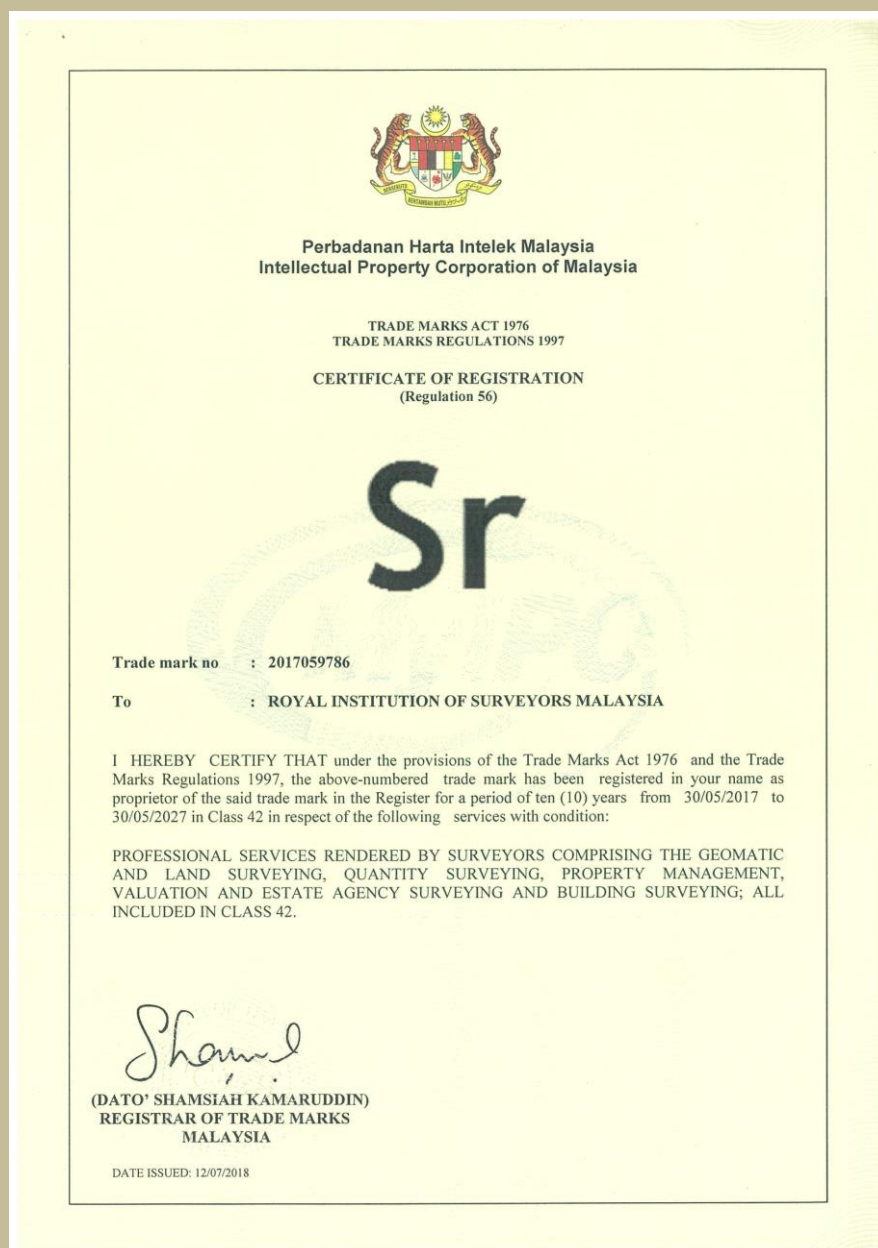 BERSEKUTU
BERTAMBAH MUTU
Perbadanan Harta Intelek Malaysia
Intellectual Property Corporation of Malaysia
TRADE MARKS ACT 1976
TRADE MARKS REGULATIONS 1997
CERTIFICATE OF REGISTRATION
(Regulation 56)
Sr
Trade mark no : 2017059786
To : ROYAL INSTITUTION OF SURVEYORS MALAYSIA
I HEREBY CERTIFY THAT under the provisions of the Trade Marks Act 1976 and the Trade
Marks Regulations 1997, the above-numbered trade mark has been registered in your name as
proprietor of the said trade mark in the Register for a period of ten (10) years from 30/05/2017 to
30/05/2027 in Class 42 in respect of the following services with condition:
PROFESSIONAL SERVICES RENDERED BY SURVEYORS COMPRISING THE GEOMATIC
AND LAND SURVEYING, QUANTITY SURVEYING, PROPERTY MANAGEMENT,
VALUATION AND ESTATE AGENCY SURVEYING AND BUILDING SURVEYING; ALL
INCLUDED IN CLASS 42.
(DATO' SHAMSIAH KAMARUDDIN)
REGISTRAR OF TRADE MARKS
MALAYSIA
DATE ISSUED: 12/07/2018